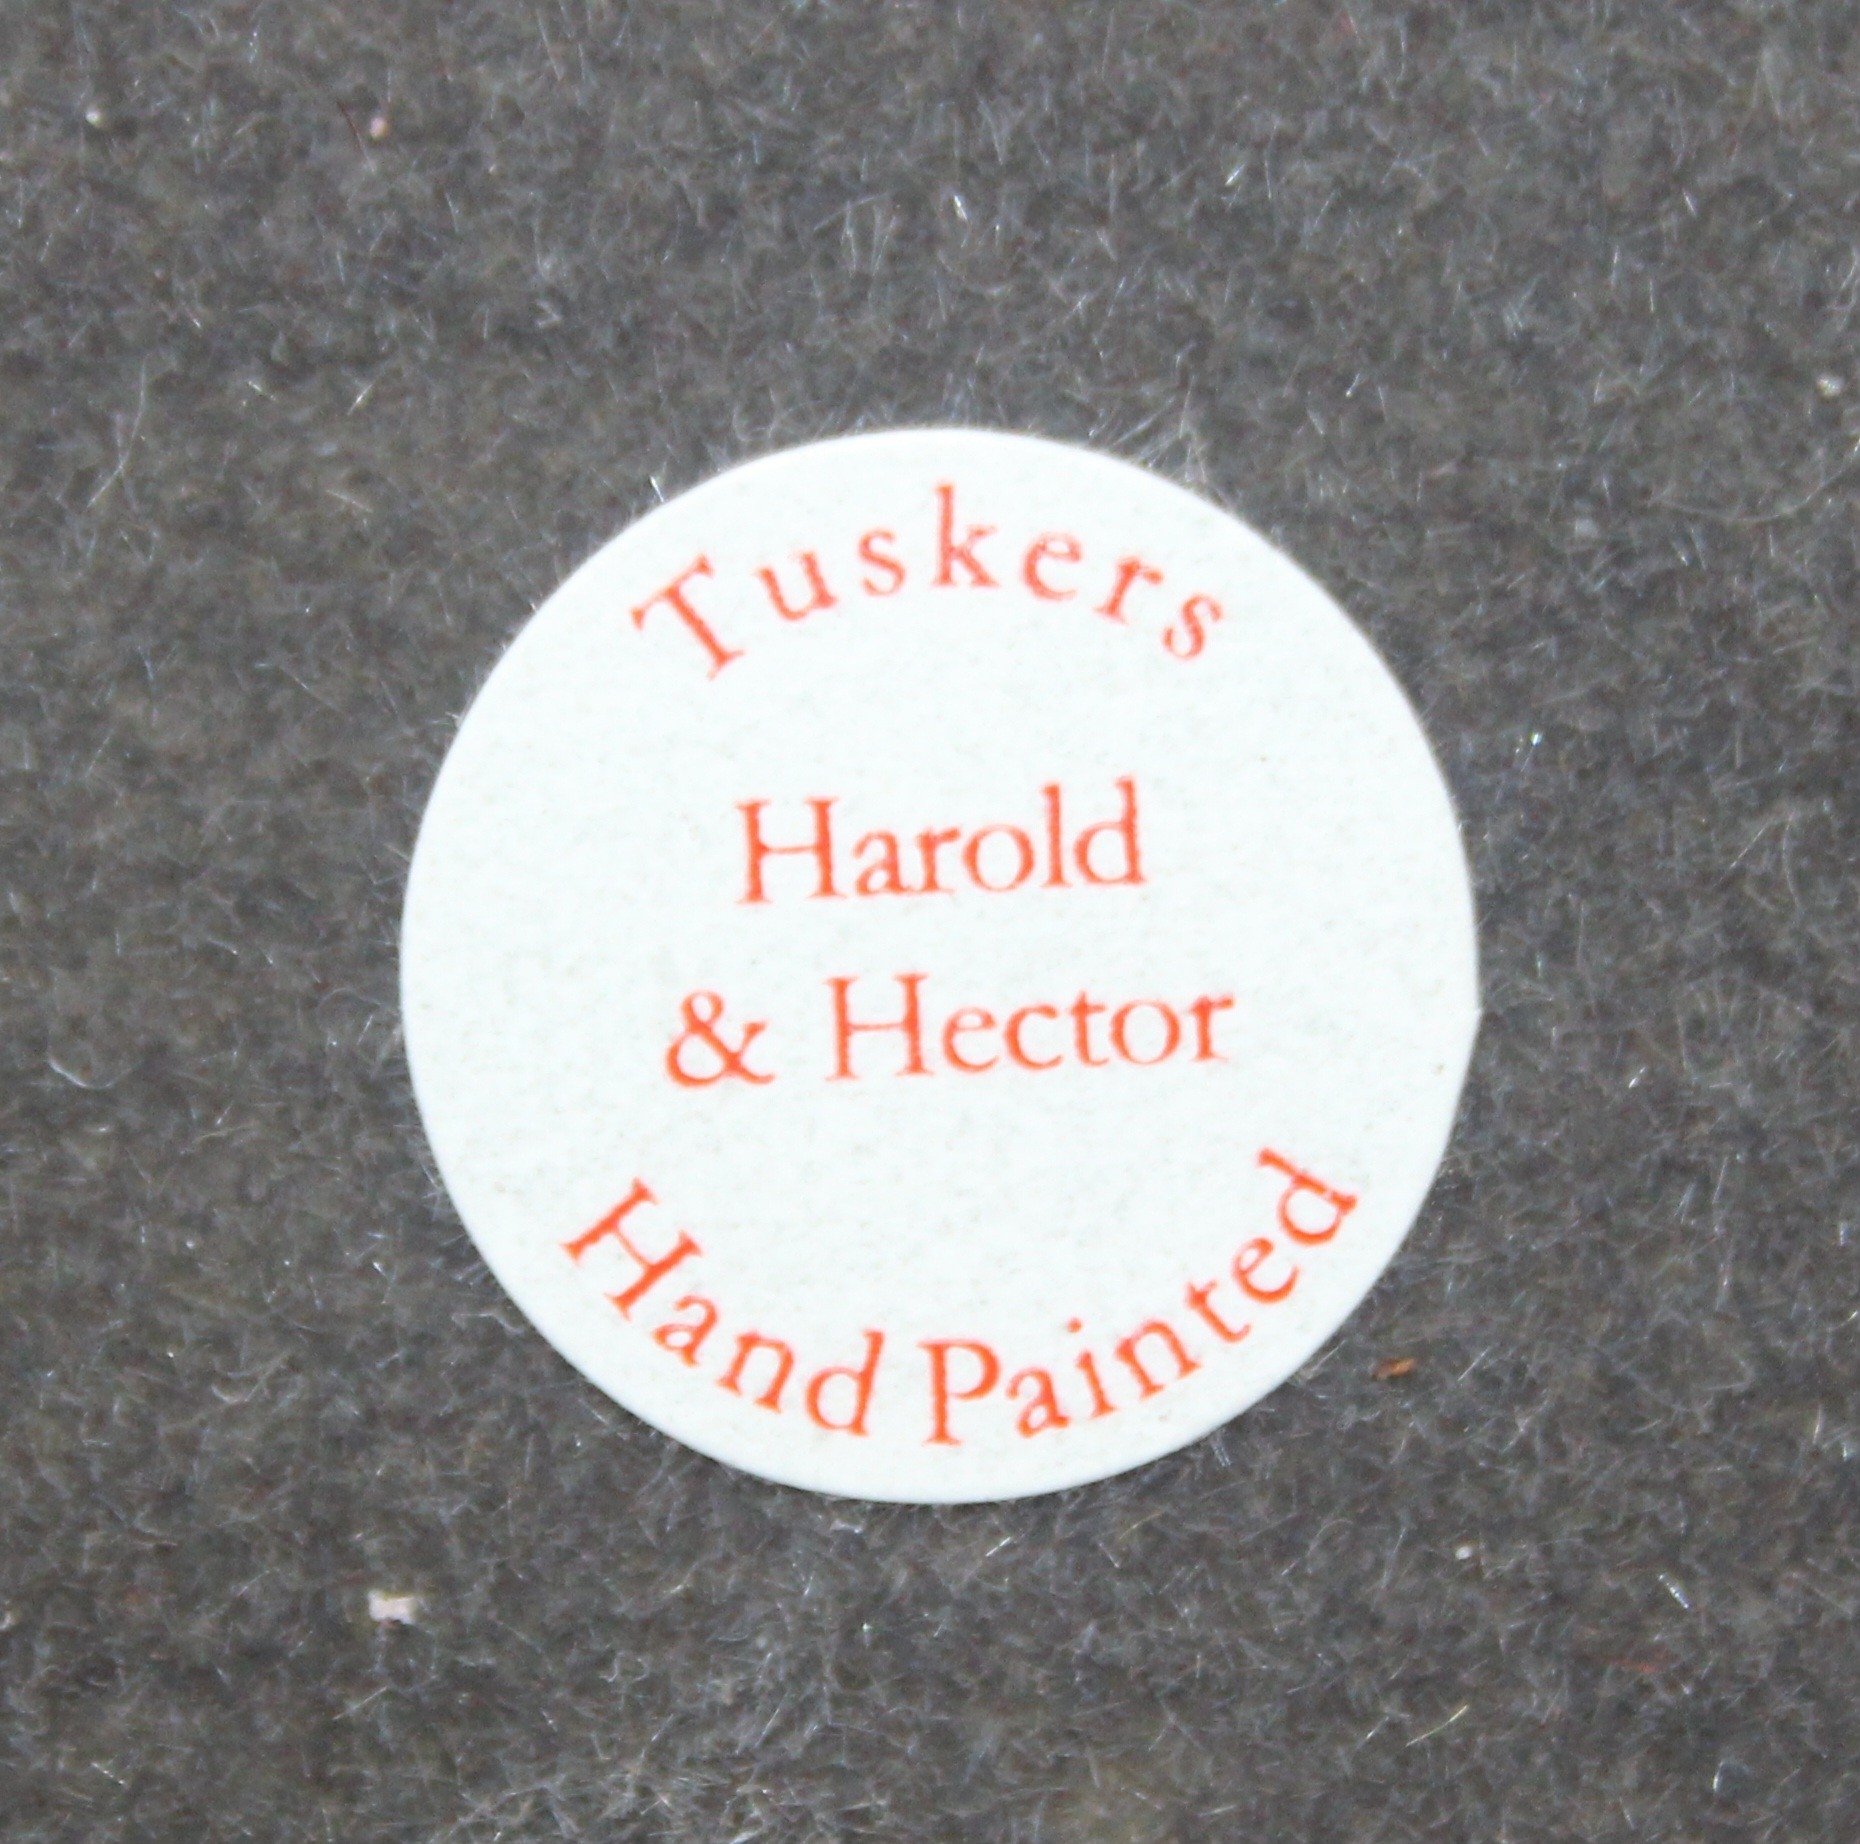 Tuskers
Harold
& Hector
Hand Painted